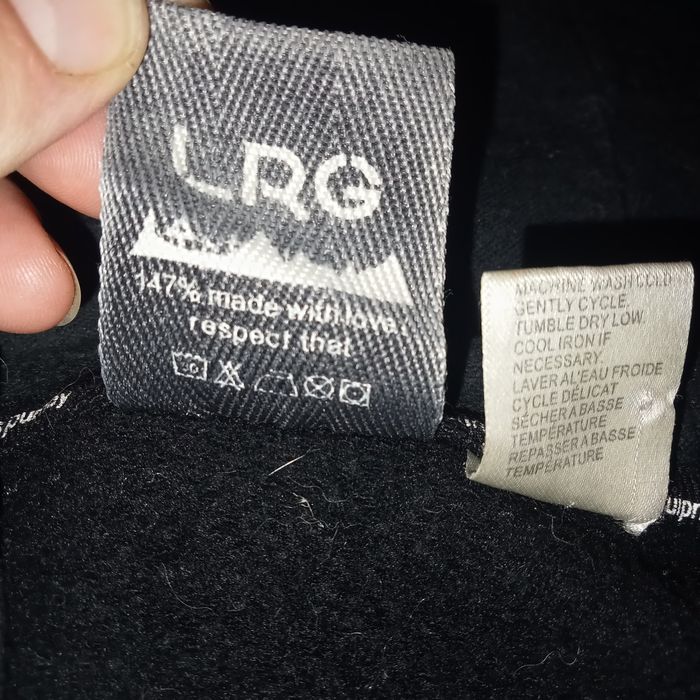 LRG
147% made with love.
respect that
MACHINE WASH COLD
GENTLY CYCLE.
TUMBLE DRY LOW.
COOL IRON IF
NECESSARY.
LAVER AL'EAU FROIDE
CYCLE DÉLICAT
SÉCHER A BASSE
TEMPÉRATURE
REPASSER A BASSE
TEMPÉRATURE